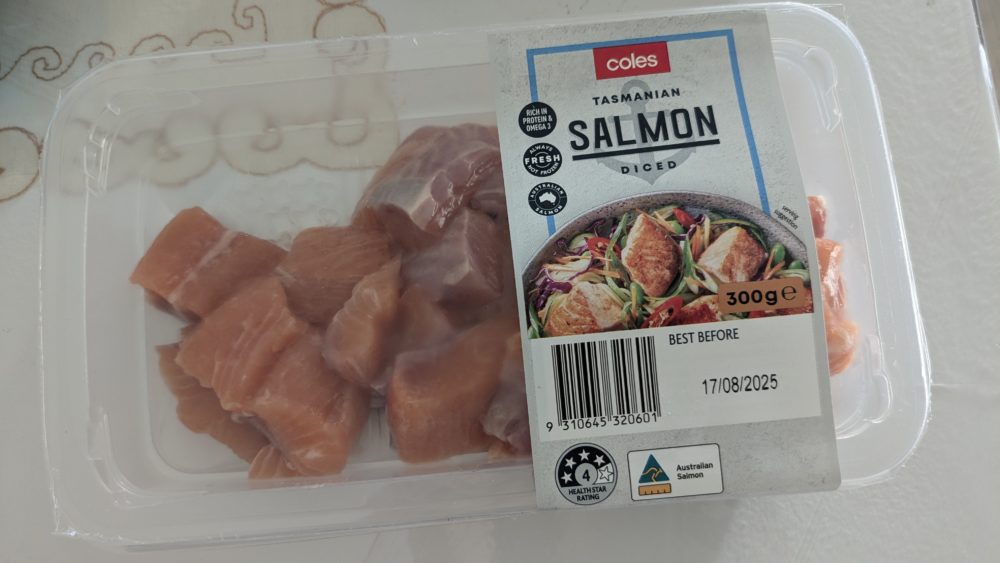 coles
TASMANIAN
SALMON
DICED
RICH IN
PROTEIN &
OMEGA 3
ALWAYS
FRESH
NOT FROZEN
AUSTRALIAN
SALMON
serving
suggestion
300g e
BEST BEFORE
17/08/2025
9 310645 320601
4
HEALTH STAR
RATING
Australian
Salmon